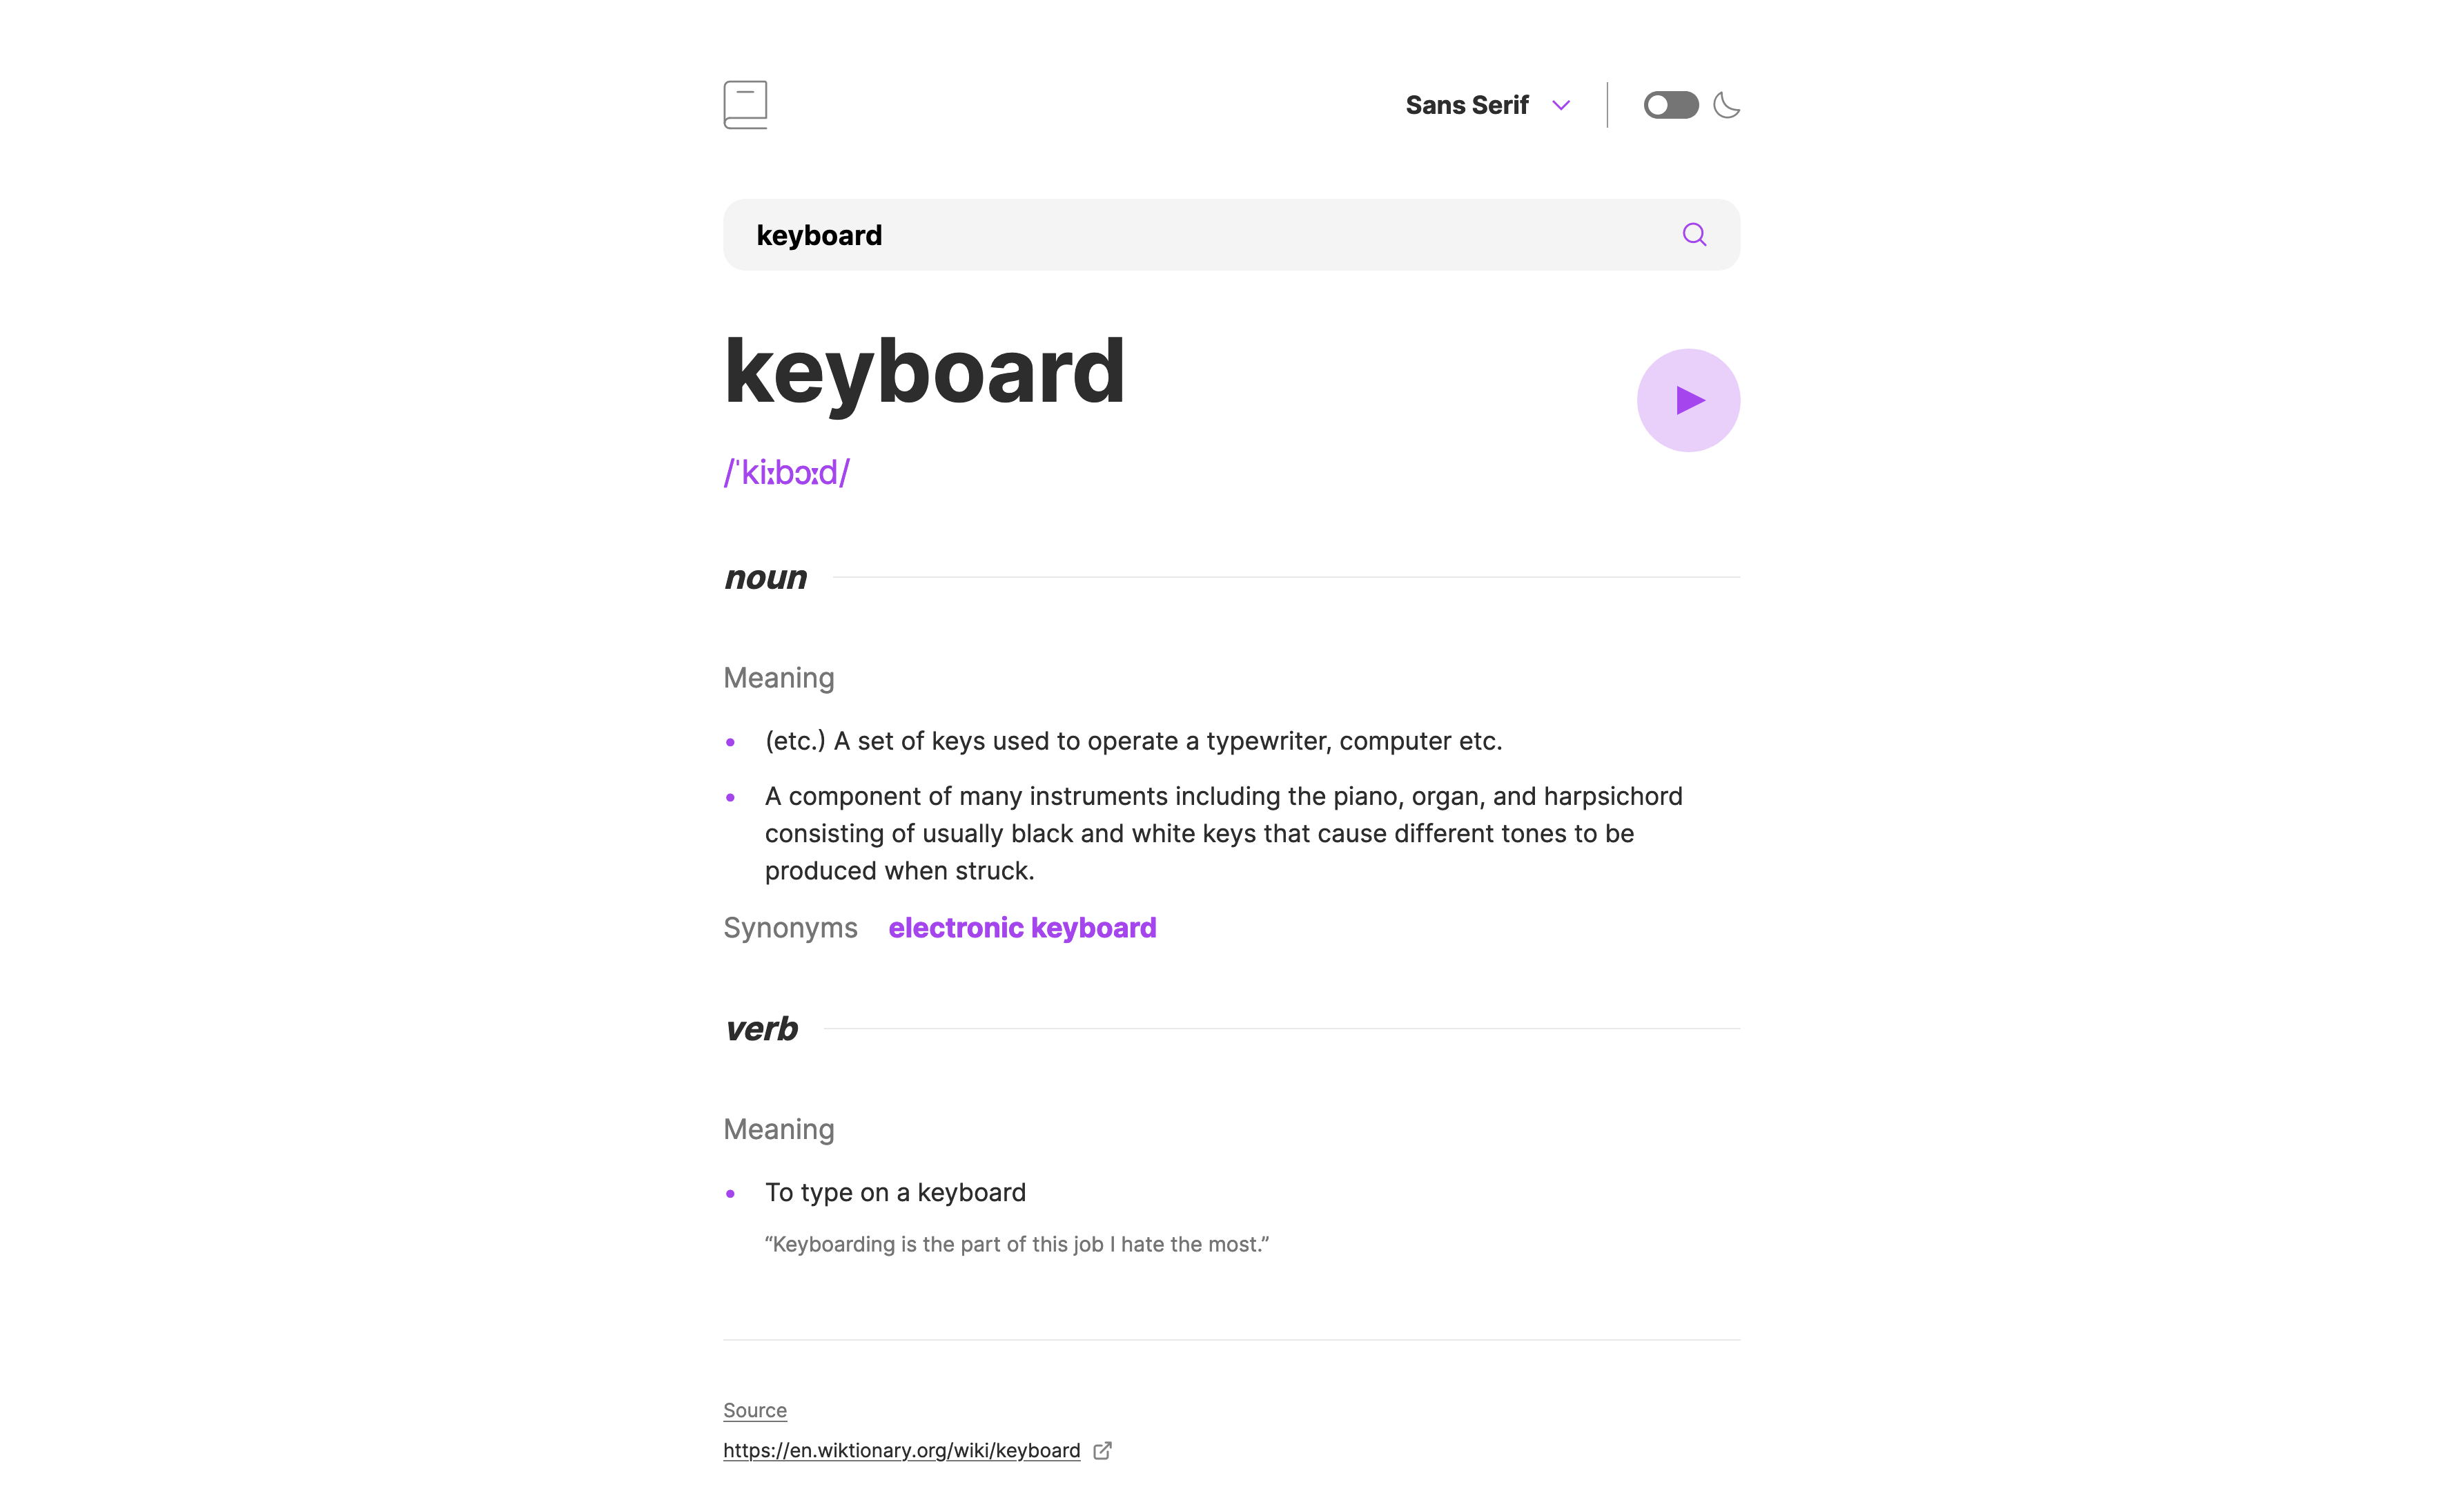 Sans Serif
keyboard
keyboard
/ˈkiːbɔːd/
noun
Meaning
(etc.) A set of keys used to operate a typewriter, computer etc.
A component of many instruments including the piano, organ, and harpsichord
consisting of usually black and white keys that cause different tones to be
produced when struck.
Synonyms electronic keyboard
verb
Meaning
To type on a keyboard
“Keyboarding is the part of this job I hate the most.”
Source
https://en.wiktionary.org/wiki/keyboard